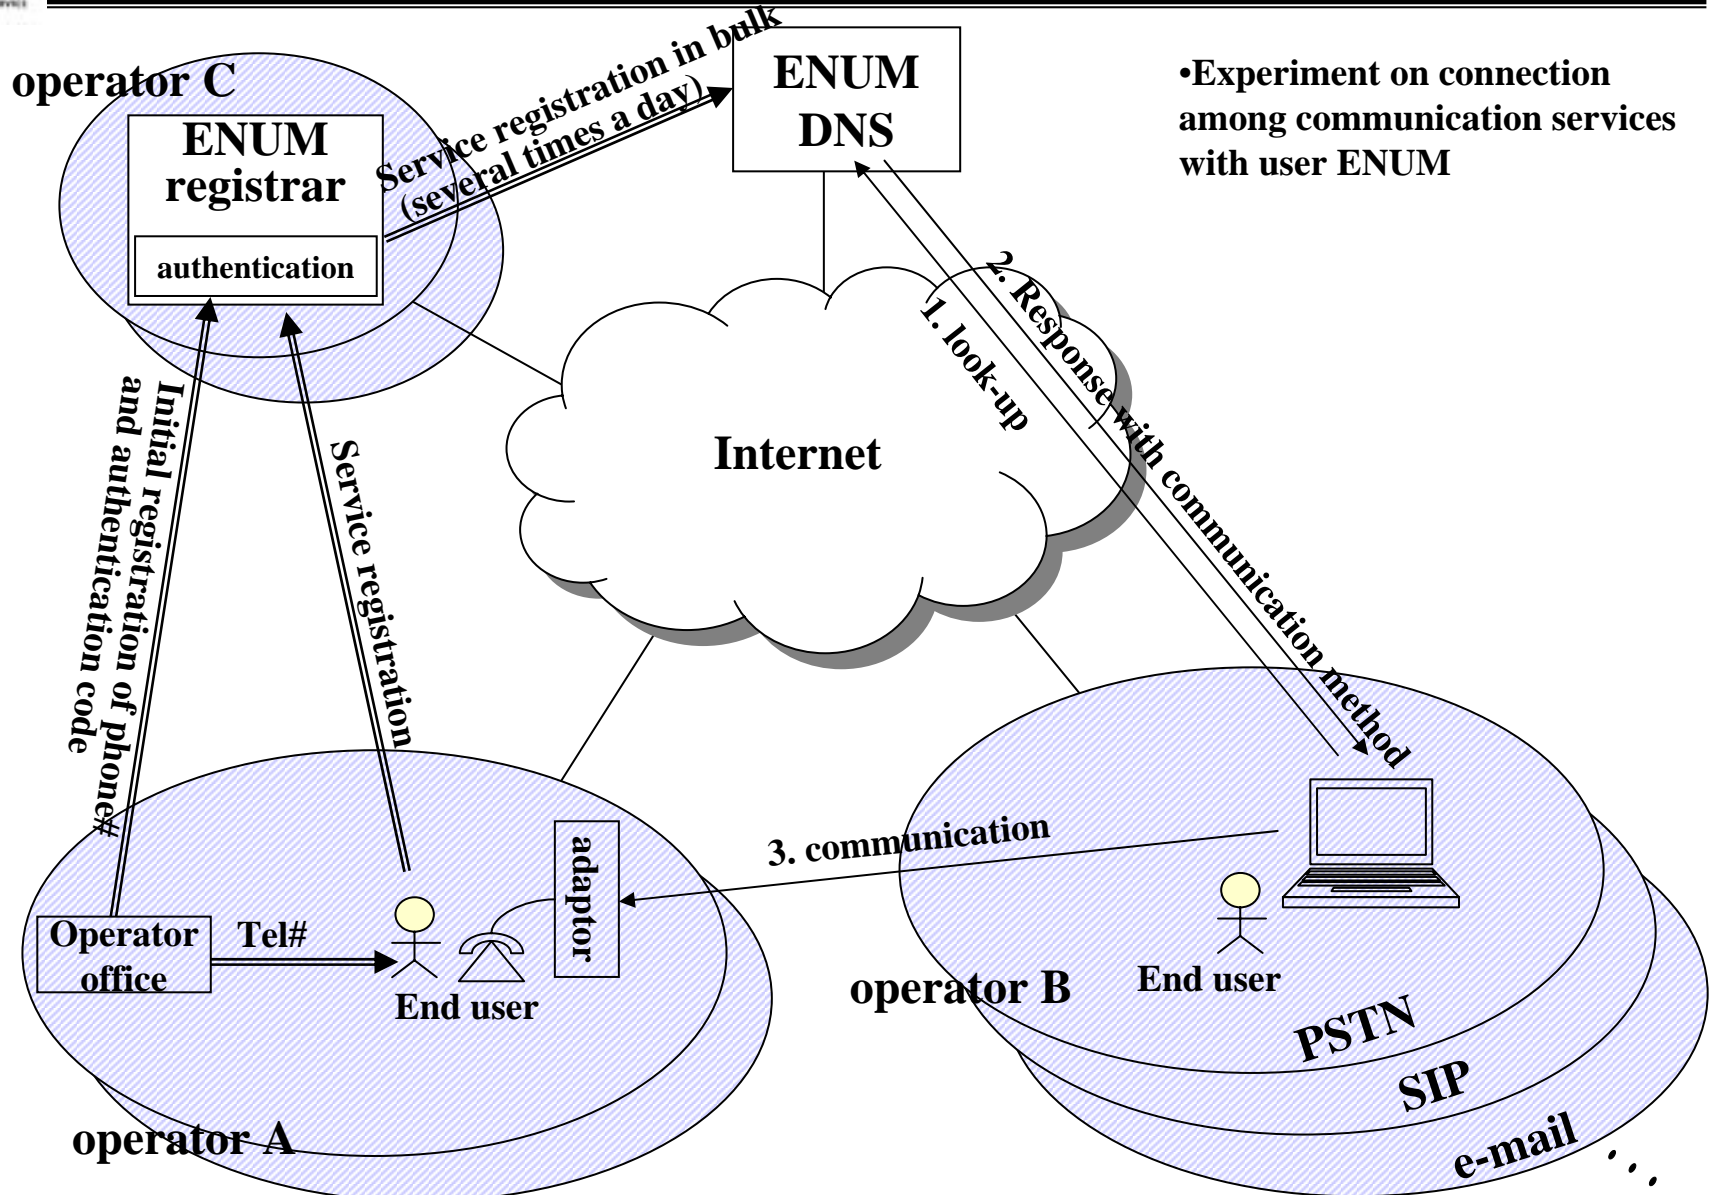 operator C
ENUM
registrar
authentication
Service registration in bulk
(several times a day)
ENUM
DNS
•Experiment on connection
among communication services
with user ENUM
1. look-up
2. Response with communication method
Internet
Initial registration of phone#
and authentication code
Service registration
3. communication
adaptor
Operator
office
Tel#
End user
operator A
operator B
End user
PSTN
SIP
e-mail
. . .